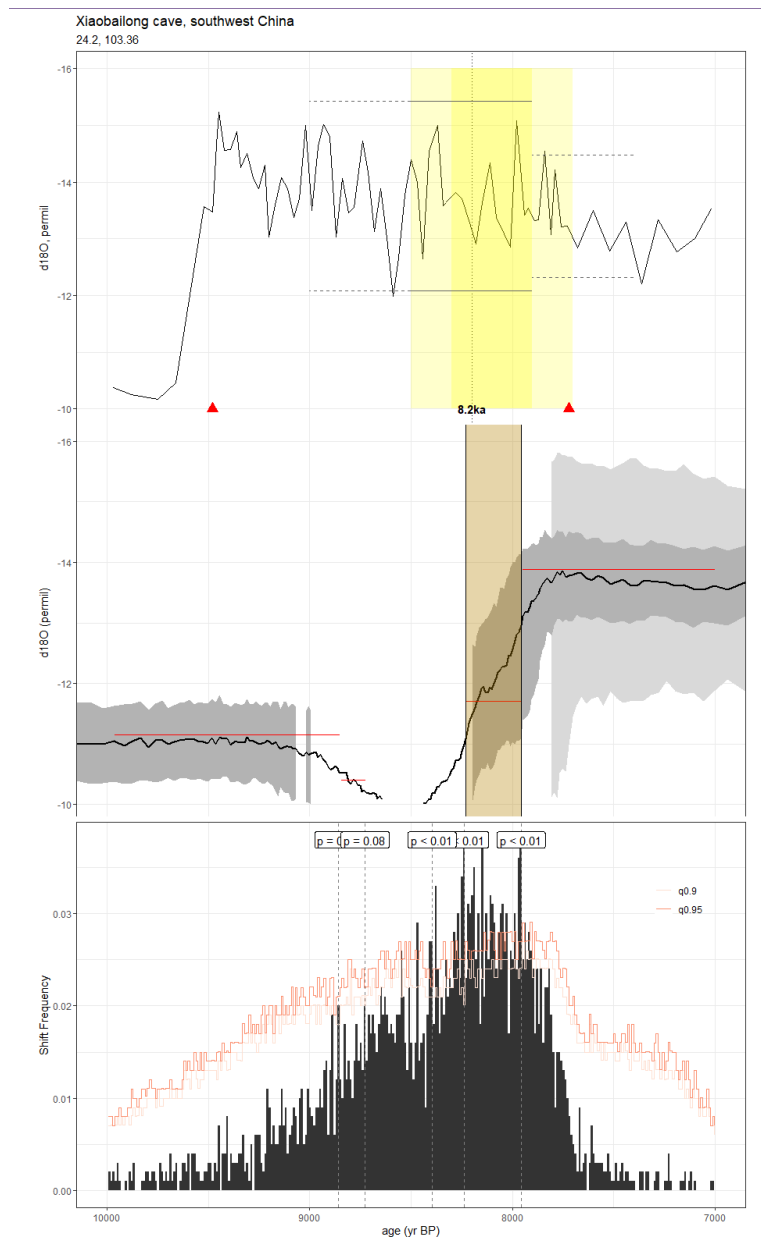 Xiaobailong cave, southwest China
24.2, 103.36
-16
-14
-12
-10
d18O, permil
8.2ka
-16
-14
-12
-10
d18O (permil)
p = 0.08
p < 0.01
0.01
p < 0.01
q0.9
q0.95
0.03
0.02
0.01
0.00
Shift Frequency
10000
9000
8000
7000
age (yr BP)